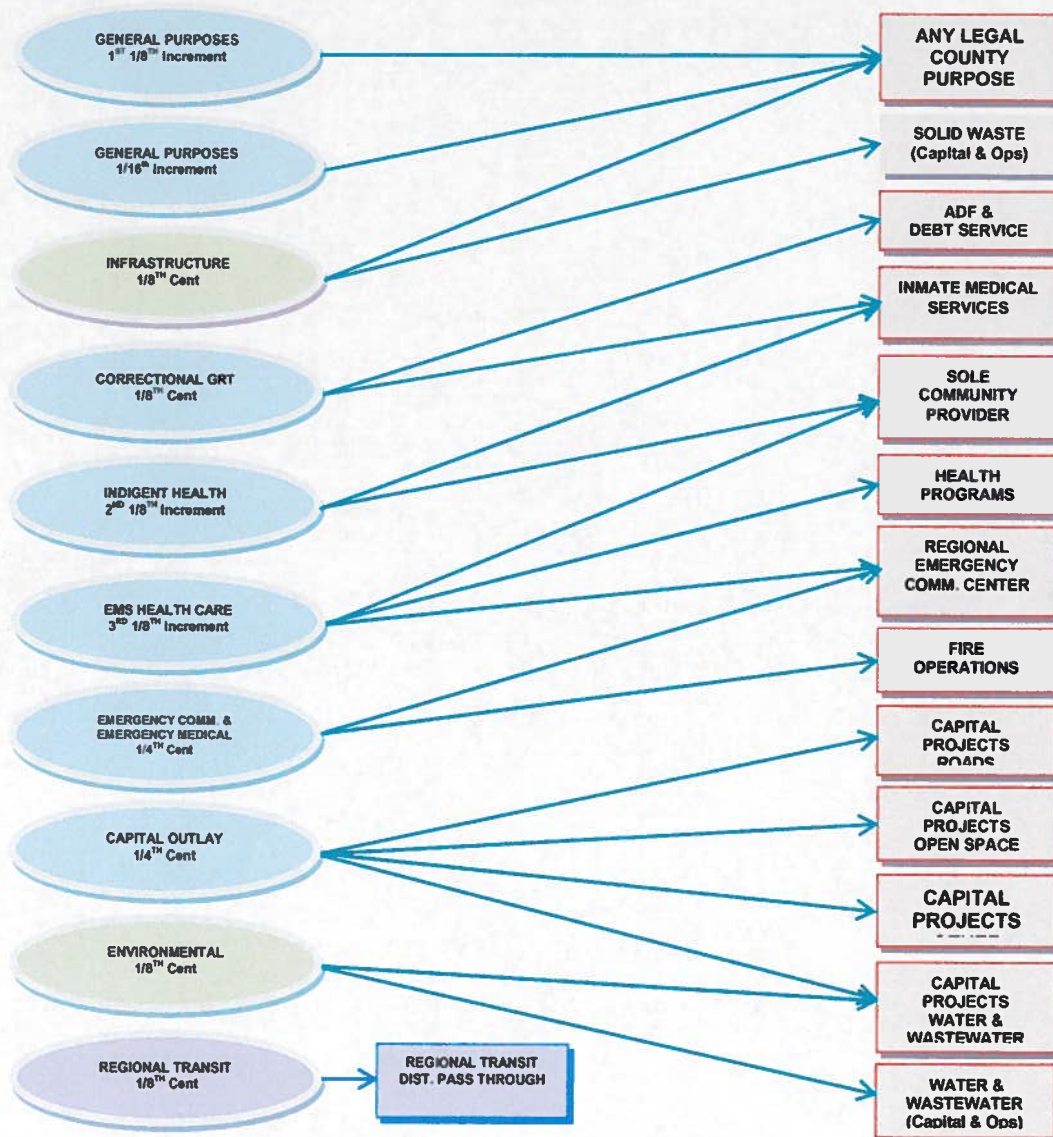 GENERAL PURPOSES
1ST 1/8TH Increment
GENERAL PURPOSES
1/16th Increment
INFRASTRUCTURE
1/8TH Cent
CORRECTIONAL GRT
1/8TH Cent
INDIGENT HEALTH
2ND 1/8TH Increment
EMS HEALTH CARE
3RD 1/8TH Increment
EMERGENCY COMM. &
EMERGENCY MEDICAL
1/4TH Cent
CAPITAL OUTLAY
1/4TH Cent
ENVIRONMENTAL
1/8TH Cent
REGIONAL TRANSIT
1/8TH Cent
REGIONAL TRANSIT
DIST. PASS THROUGH
ANY LEGAL
COUNTY
PURPOSE
SOLID WASTE
(Capital & Ops)
ADF &
DEBT SERVICE
INMATE MEDICAL
SERVICES
SOLE
COMMUNITY
PROVIDER
HEALTH
PROGRAMS
REGIONAL
EMERGENCY
COMM. CENTER
FIRE
OPERATIONS
CAPITAL
PROJECTS
ROADS
CAPITAL
PROJECTS
OPEN SPACE
CAPITAL
PROJECTS
CAPITAL
PROJECTS
WATER &
WASTEWATER
WATER &
WASTEWATER
(Capital & Ops)